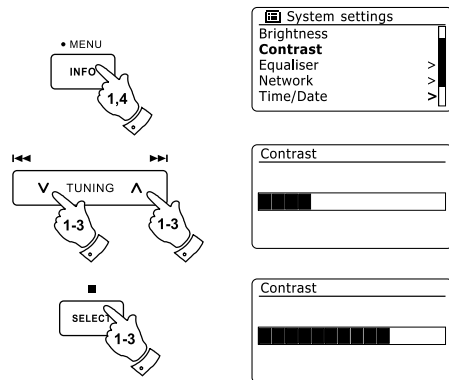 • MENU
INFO
1,4
System settings
Brightness
Contrast
Equaliser >
Network >
Time/Date >
TUNING
1-3
1-3
Contrast
SELECT
1-3
Contrast